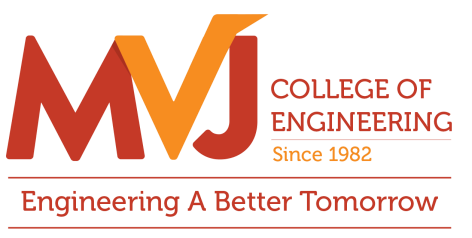 MVJ
COLLEGE OF
ENGINEERING
Since 1982
Engineering A Better Tomorrow